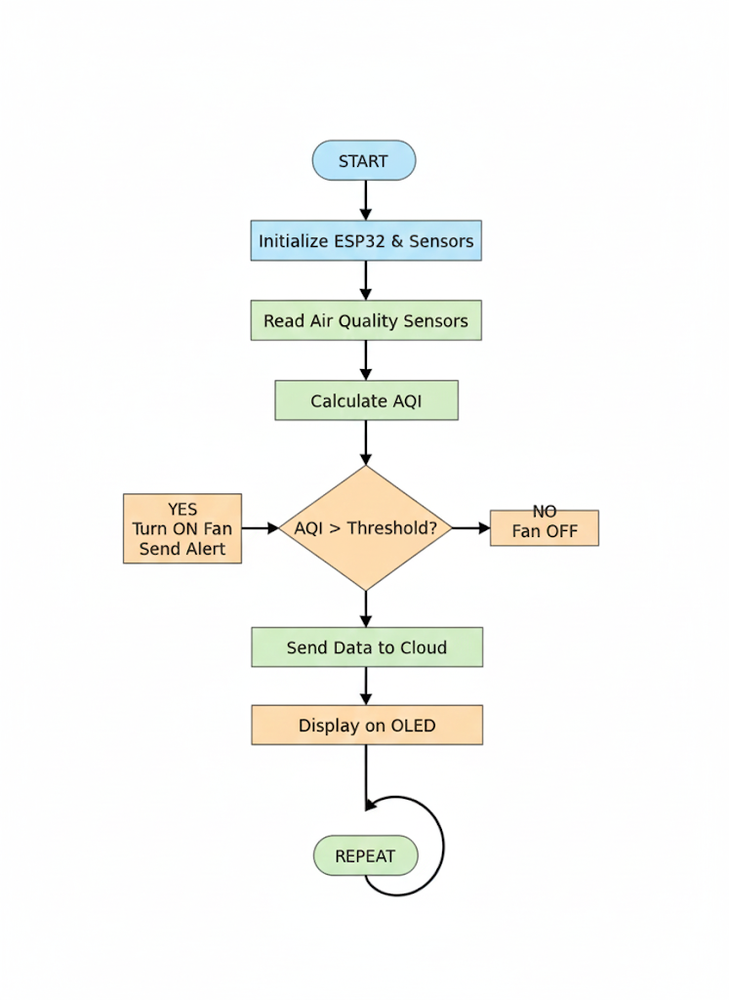 START
Initialize ESP32 & Sensors
Read Air Quality Sensors
Calculate AQI
YES
Turn ON Fan
Send Alert
AQI > Threshold?
NO
Fan OFF
Send Data to Cloud
Display on OLED
REPEAT